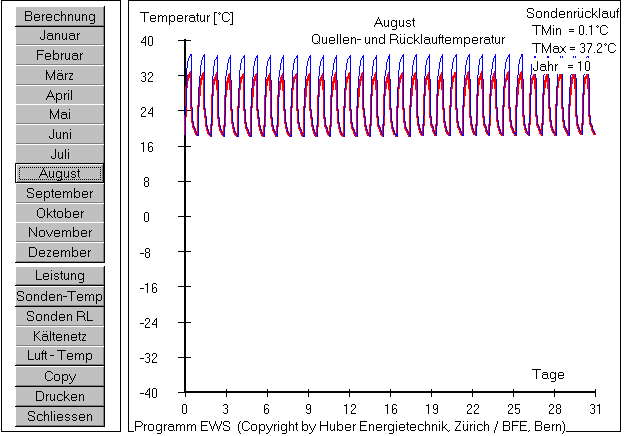 Berechnung
Januar
Februar
März
April
Mai
Juni
Juli
August
September
Oktober
November
Dezember
Leistung
Sonden-Temp
Sonden RL
Kältenetz
Luft - Temp
Copy
Drucken
Schliessen
Temperatur [°C]
August
Quellen- und Rücklauftemperatur
Sondenrücklauf
TMin = 0.1°C
TMax = 37.2°C
Jahr = 10
40
32
24
16
8
0
-8
-16
-24
-32
-40
Tage
0 3 6 9 12 15 18 22 25 28 31
Programm EWS (Copyright by Huber Energietechnik, Zürich / BFE, Bern)